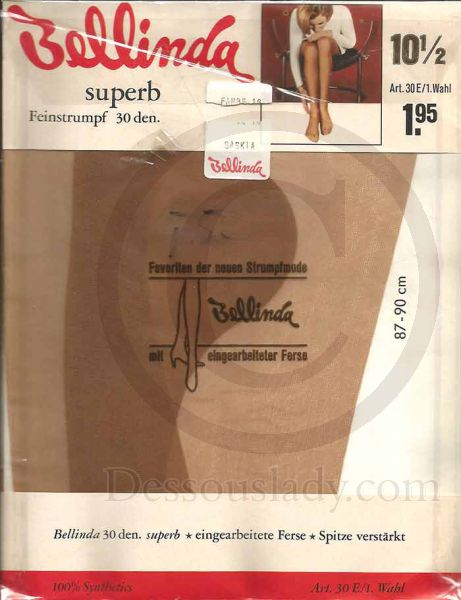 Bellinda
superb
Feinstrumpf 30 den.
10½
Art. 30 E/1. Wahl
1.95
FARBE 16
SASKIA
Bellinda
Favoriten der neuen Strumpfmode
Bellinda
mit eingearbeiteter Ferse
87-90 cm
Dessouslady.com
Bellinda 30 den. superb ★ eingearbeitete Ferse ★ Spitze verstärkt
100% Synthetics
Art. 30 E/1. Wahl